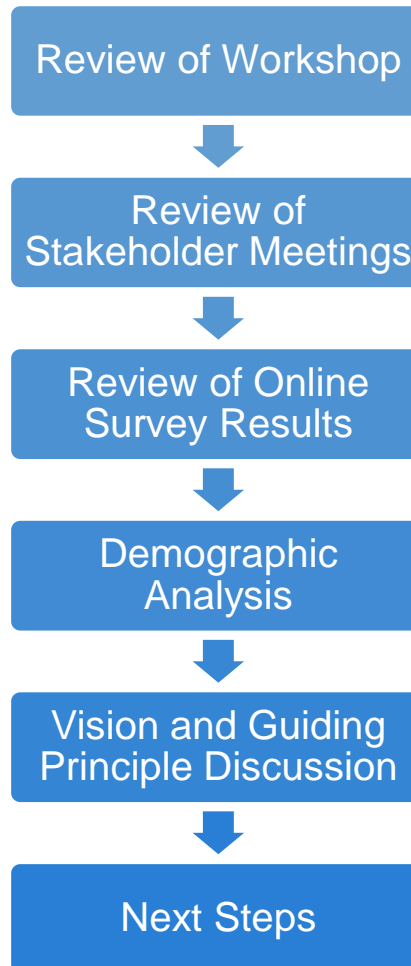 Review of Workshop
Review of
Stakeholder Meetings
Review of Online
Survey Results
Demographic
Analysis
Vision and Guiding
Principle Discussion
Next Steps